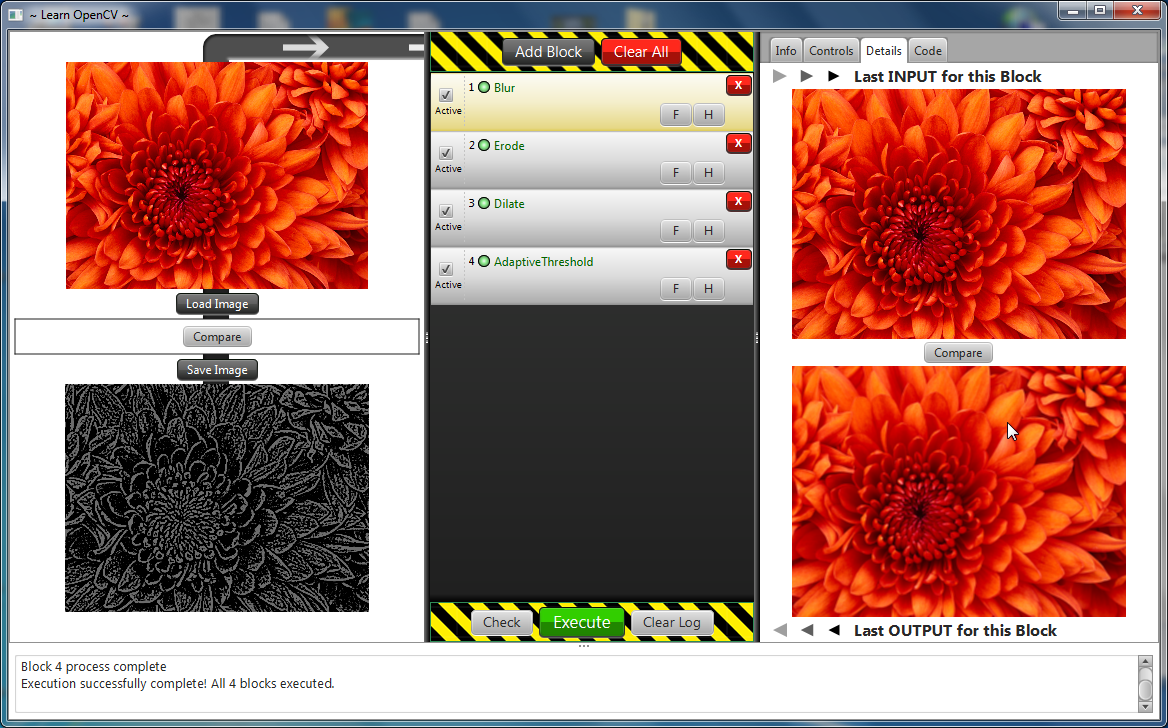 ~ Learn OpenCV ~
Load Image
Compare
Save Image
Add Block
Clear All
1 Blur
X
Active
F H
2 Erode
X
Active
F H
3 Dilate
X
Active
F H
4 AdaptiveThreshold
X
Active
F H
Check
Execute
Clear Log
Info
Controls
Details
Code
Last INPUT for this Block
Compare
Last OUTPUT for this Block
Block 4 process complete
Execution successfully complete! All 4 blocks executed.